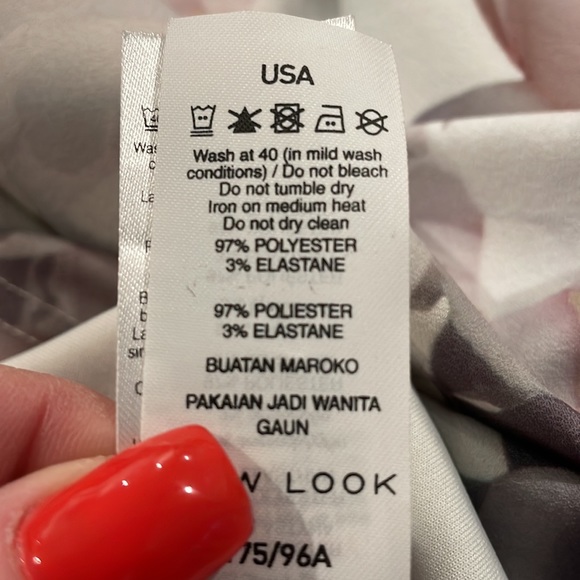 USA
Wash at 40 (in mild wash
conditions) / Do not bleach
Do not tumble dry
Iron on medium heat
Do not dry clean
97% POLYESTER
3% ELASTANE
97% POLIESTER
3% ELASTANE
BUATAN MAROKO
PAKAIAN JADI WANITA
GAUN
LOOK
75/96A